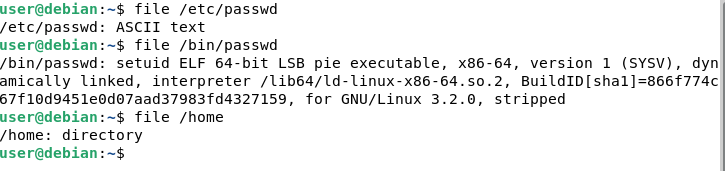 user@debian:~$ file /etc/passwd
/etc/passwd: ASCII text
user@debian:~$ file /bin/passwd
/bin/passwd: setuid ELF 64-bit LSB pie executable, x86-64, version 1 (SYSV), dyn
amically linked, interpreter /lib64/ld-linux-x86-64.so.2, BuildID[sha1]=866f774c
67f10d9451e0d07aad37983fd4327159, for GNU/Linux 3.2.0, stripped
user@debian:~$ file /home
/home: directory
user@debian:~$